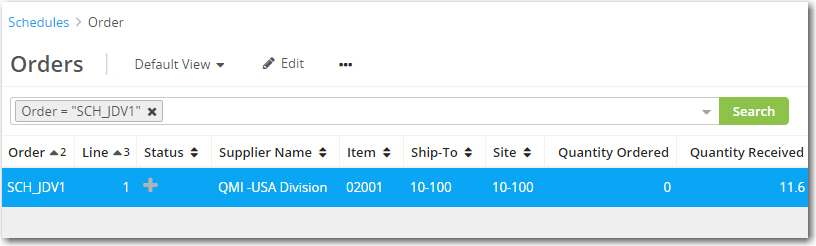 Schedules > Order
Orders Default View Edit ...
Order = "SCH_JDV1" x Search
Order 2 Line 3 Status Supplier Name Item Ship-To Site Quantity Ordered Quantity Received
SCH_JDV1 1 QMI -USA Division 02001 10-100 10-100 0 11.6